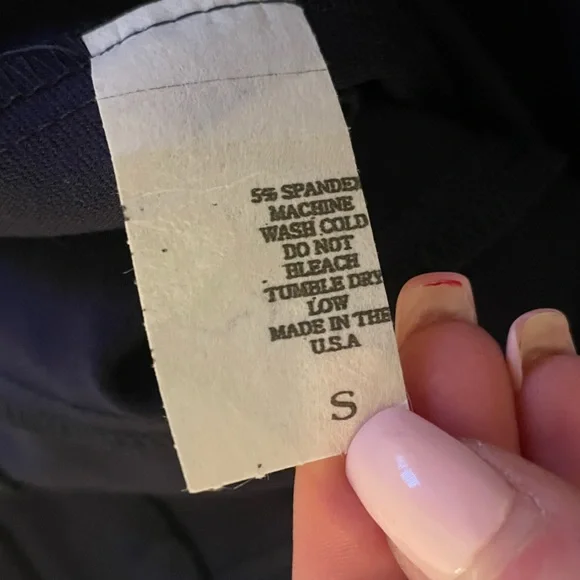 5% SPANDEX
MACHINE
WASH COLD
DO NOT
BLEACH
TUMBLE DRY
LOW
MADE IN THE
U.S.A
S